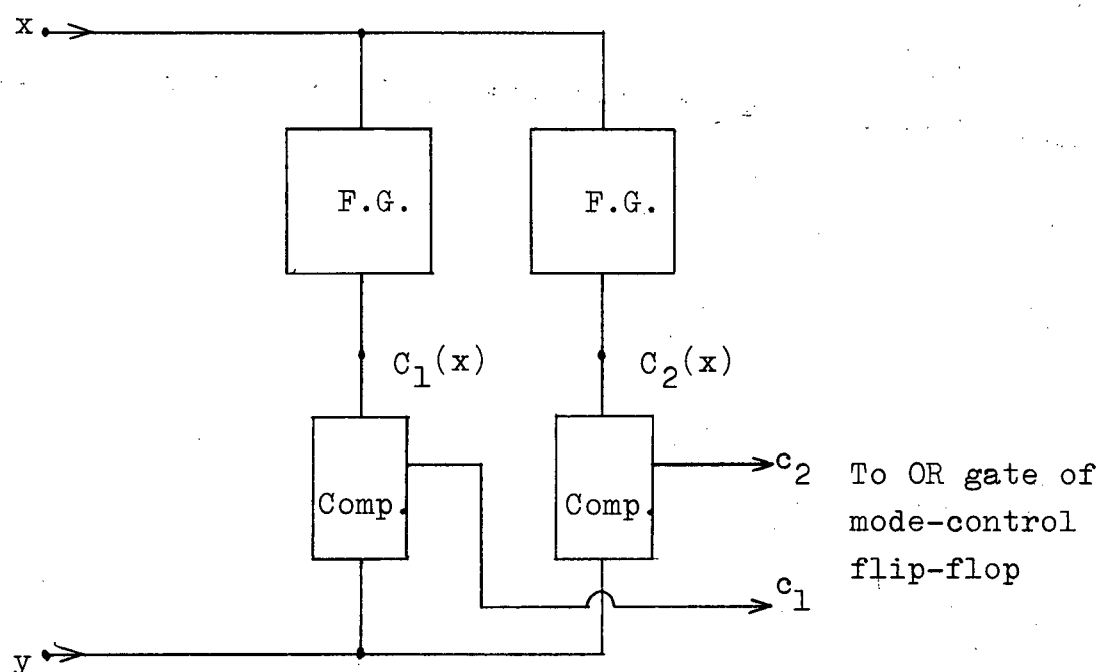 x
F.G.
F.G.
C₁(x)
C₂(x)
Comp.
Comp.
c₂
To OR gate of
mode-control
flip-flop
c₁
y